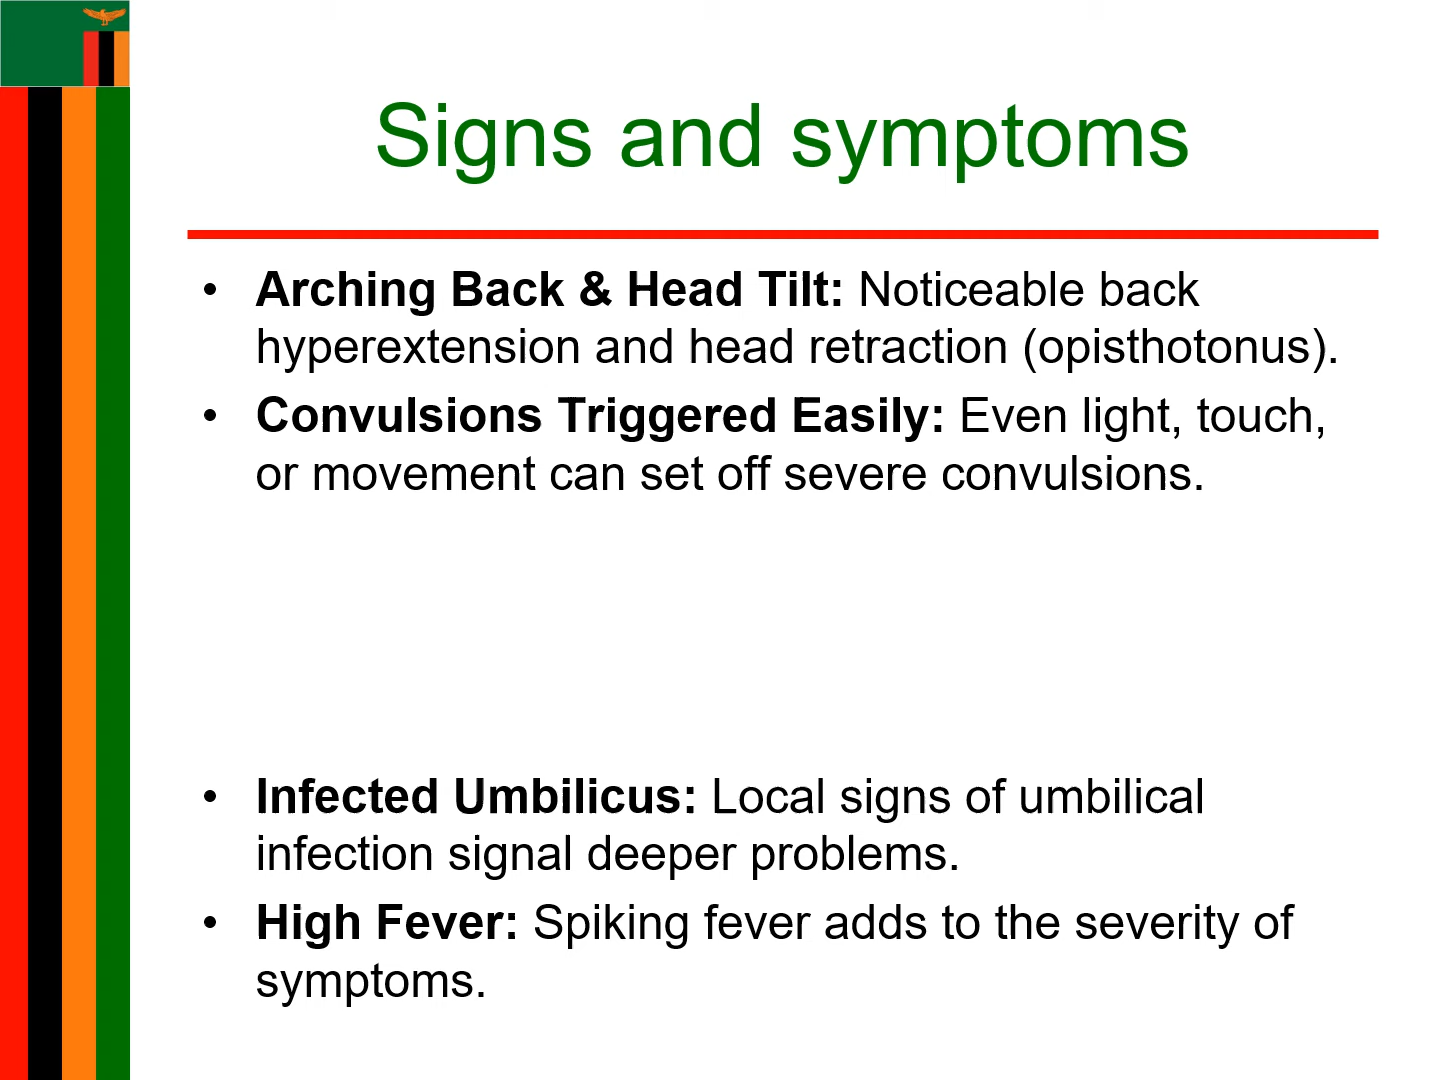 Signs and symptoms
• Arching Back & Head Tilt: Noticeable back
hyperextension and head retraction (opisthotonus).
• Convulsions Triggered Easily: Even light, touch,
or movement can set off severe convulsions.
• Infected Umbilicus: Local signs of umbilical
infection signal deeper problems.
• High Fever: Spiking fever adds to the severity of
symptoms.